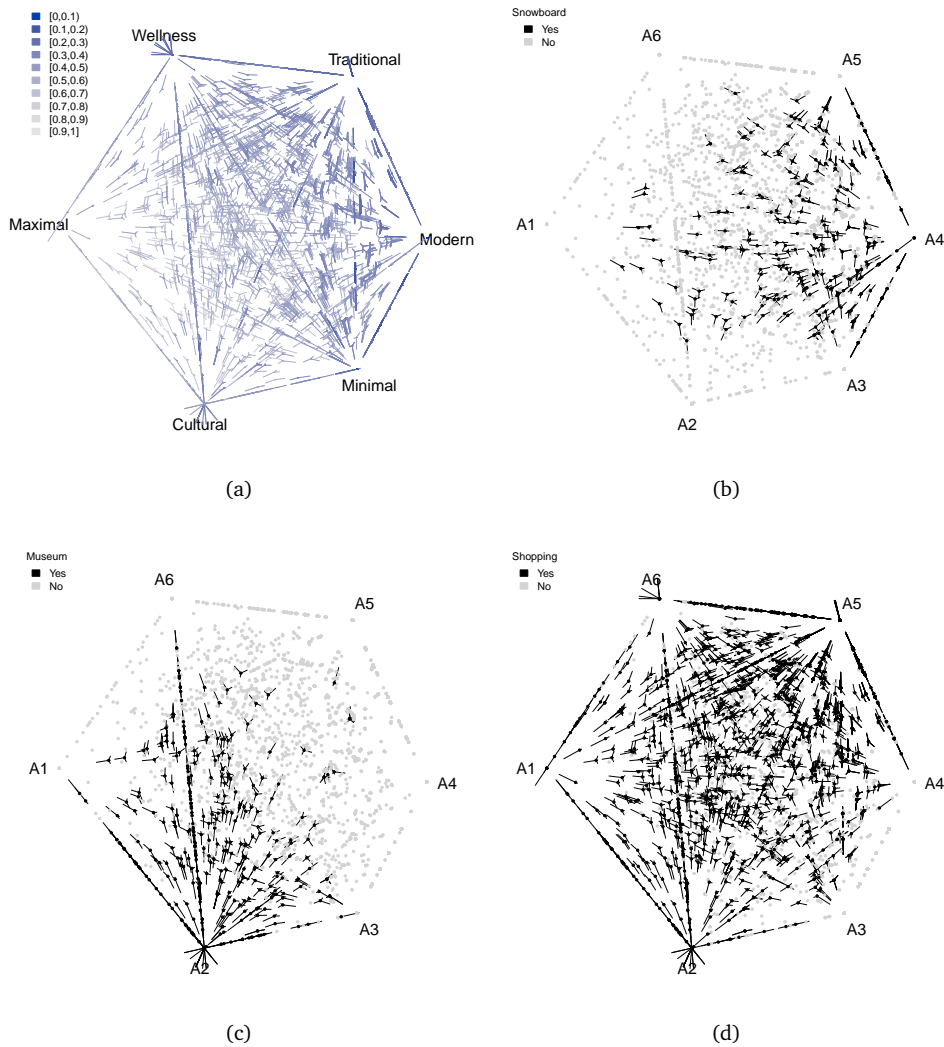 [0,0.1)
[0.1,0.2)
[0.2,0.3)
[0.3,0.4)
[0.4,0.5)
[0.5,0.6)
[0.6,0.7)
[0.7,0.8)
[0.8,0.9)
[0.9,1]
Wellness
Traditional
Maximal
Modern
Minimal
Cultural
(a)
Snowboard
Yes
No
A6
A5
A1
A4
A3
A2
(b)
Museum
Yes
No
A6
A5
A1
A4
A3
A2
(c)
Shopping
Yes
No
A6
A5
A1
A4
A3
A2
(d)